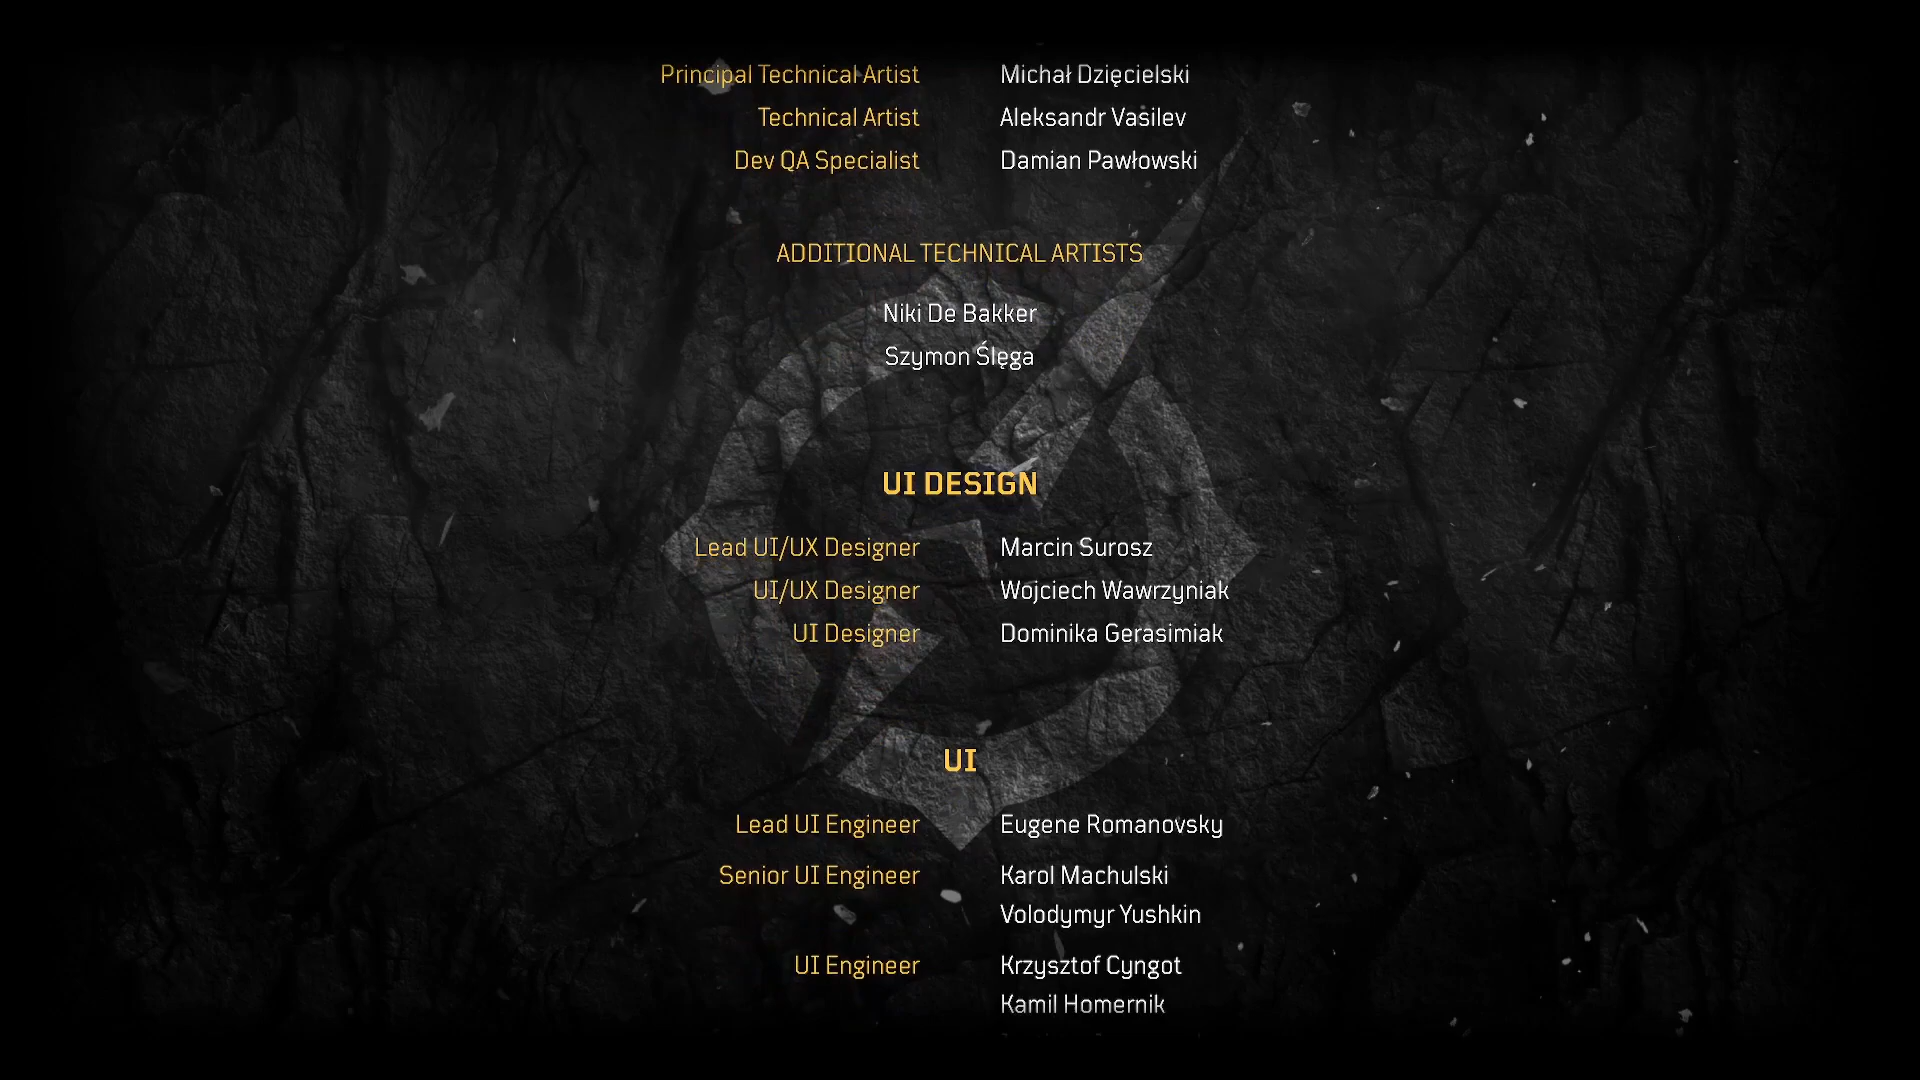 Principal Technical Artist Michał Dzięcielski
Technical Artist Aleksandr Vasilev
Dev QA Specialist Damian Pawłowski
ADDITIONAL TECHNICAL ARTISTS
Niki De Bakker
Szymon Ślęga
UI DESIGN
Lead UI/UX Designer Marcin Surosz
UI/UX Designer Wojciech Wawrzyniak
UI Designer Dominika Gerasimiak
UI
Lead UI Engineer Eugene Romanovsky
Senior UI Engineer Karol Machulski
Volodymyr Yushkin
UI Engineer Krzysztof Cyngot
Kamil Homernik